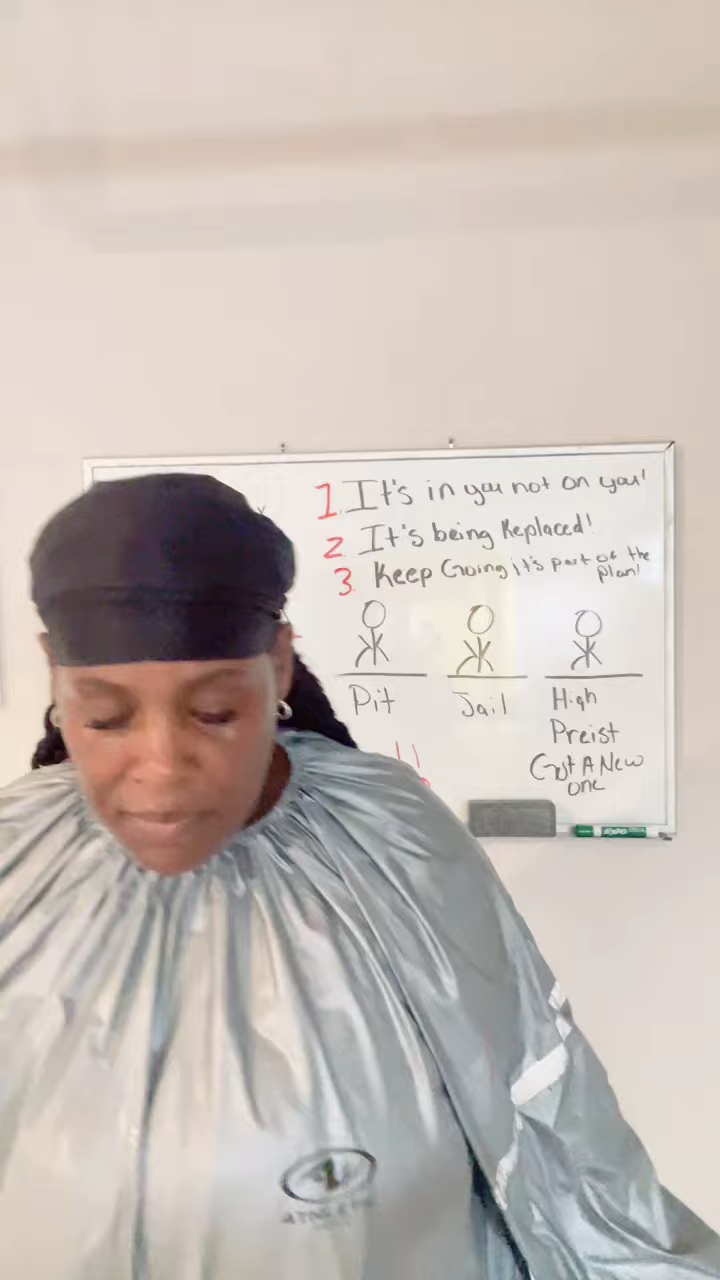 1. It's in you not on you!
2. It's being Replaced!
3. Keep Going it's part of the
plan!
Pit
Jail
High
Preist
Got A New
one
EXPO